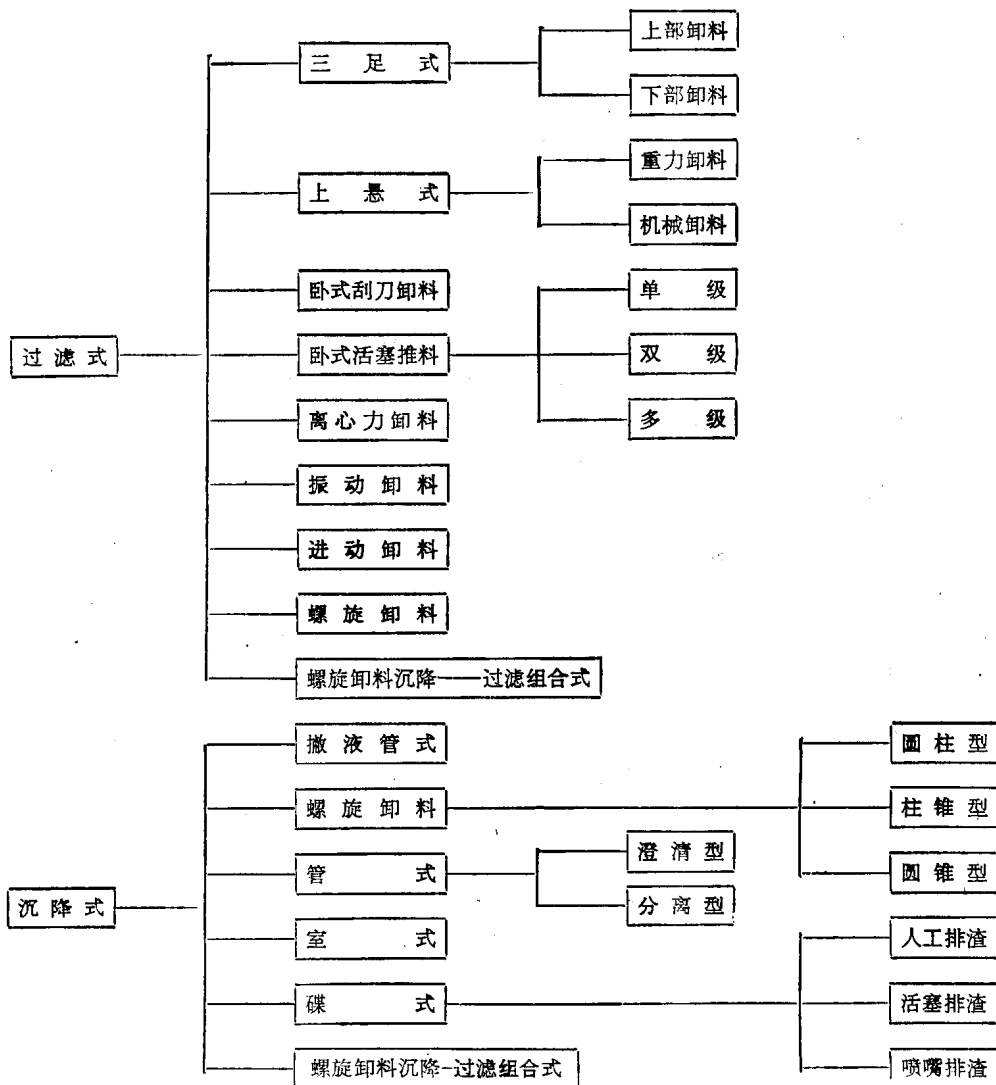 上部卸料
三足式
下部卸料
重力卸料
上悬式
机械卸料
卧式刮刀卸料
单级
过滤式
卧式活塞推料
双级
离心力卸料
多级
振动卸料
进动卸料
螺旋卸料
螺旋卸料沉降——过滤组合式
撇液管式
圆柱型
螺旋卸料
柱锥型
澄清型
管式
圆锥型
沉降式
分离型
室式
人工排渣
碟式
活塞排渣
螺旋卸料沉降-过滤组合式
喷嘴排渣